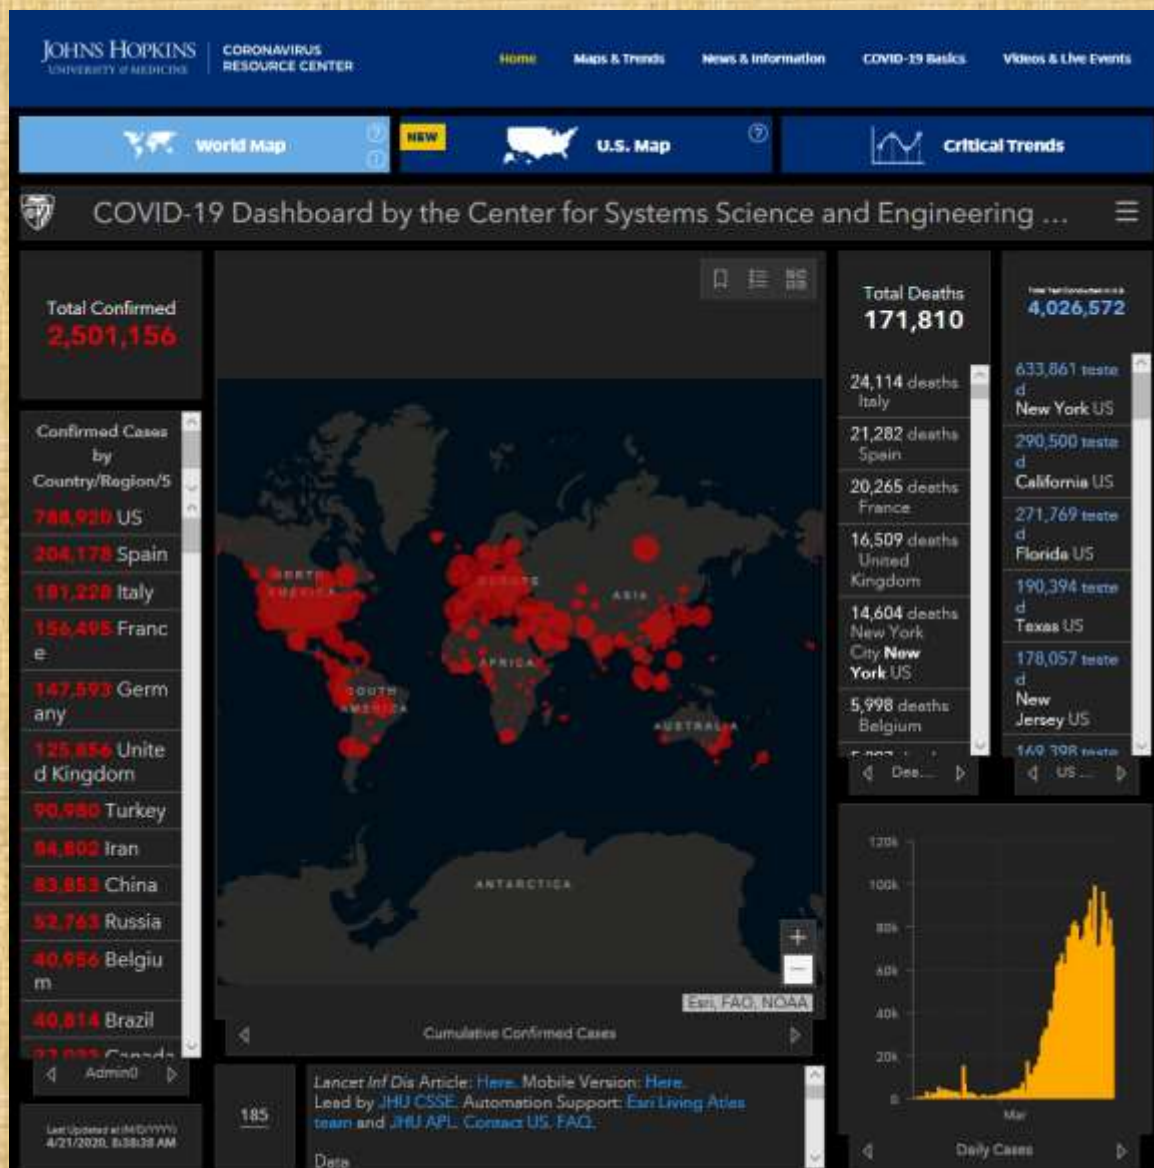 JOHNS HOPKINS
UNIVERSITY of MEDICINE
CORONAVIRUS
RESOURCE CENTER
Home
Maps & Trends
News & Information
COVID-19 Basics
Videos & Live Events
World Map
NEW
U.S. Map
Critical Trends
COVID-19 Dashboard by the Center for Systems Science and Engineering ...
Total Confirmed
2,501,156
Confirmed Cases
by
Country/Region/S
788,920 US
204,178 Spain
181,228 Italy
156,495 Franc
e
147,593 Germ
any
125,856 Unite
d Kingdom
90,980 Turkey
84,802 Iran
83,853 China
52,763 Russia
40,956 Belgiu
m
40,814 Brazil
Canada
Admin0
Last Updated at (M/D/YYYY)
4/21/2020, 8:38:28 AM
NORTH
AMERICA
SOUTH
AMERICA
EUROPE
AFRICA
ASIA
AUSTRALIA
ANTARCTICA
+
−
Esri, FAO, NOAA
Cumulative Confirmed Cases
185
Lancet Inf Dis Article: Here. Mobile Version: Here.
Lead by JHU CSSE. Automation Support: Esri Living Atlas
team and JHU APL. Contact US. FAQ.
Data
Total Deaths
171,810
24,114 deaths
Italy
21,282 deaths
Spain
20,265 deaths
France
16,509 deaths
United
Kingdom
14,604 deaths
New York
City New
York US
5,998 deaths
Belgium
Dea...
4,026,572
633,861 teste
d
New York US
290,500 teste
d
California US
271,769 teste
d
Florida US
190,394 teste
d
Texas US
178,057 teste
d
New
Jersey US
169,398 teste
US ...
120k
100k
80k
60k
40k
20k
0
Mar
Daily Cases